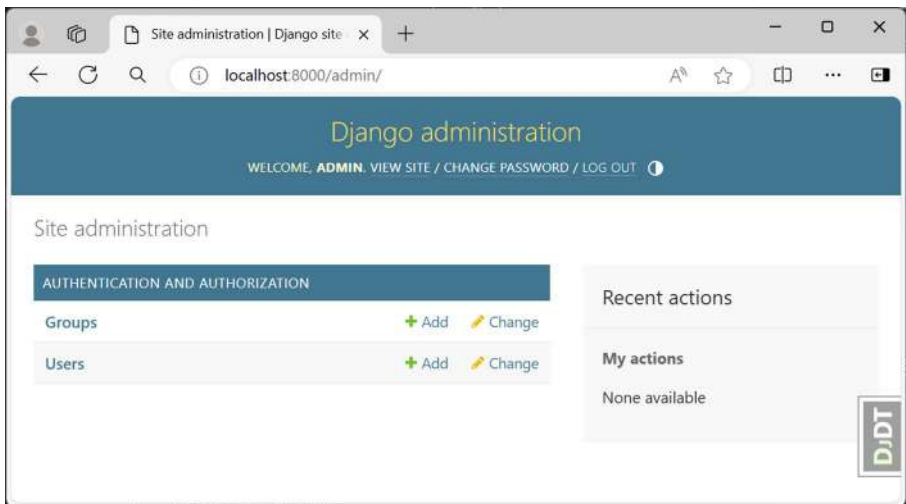 Site administration | Django site
localhost:8000/admin/
Django administration
WELCOME, ADMIN. VIEW SITE / CHANGE PASSWORD / LOG OUT
Site administration
AUTHENTICATION AND AUTHORIZATION
Groups + Add Change
Users + Add Change
Recent actions
My actions
None available
DJDT